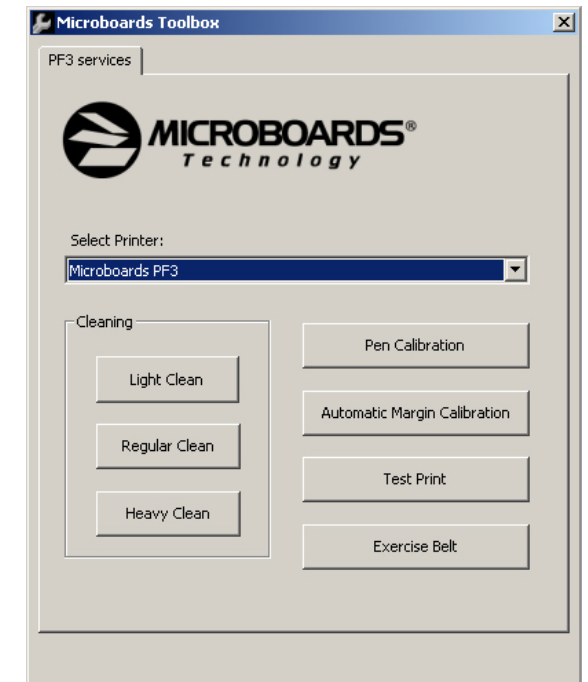 Microboards Toolbox
PF3 services
MICROBOARDS®
Technology
Select Printer:
Microboards PF3
Cleaning
Light Clean
Regular Clean
Heavy Clean
Pen Calibration
Automatic Margin Calibration
Test Print
Exercise Belt